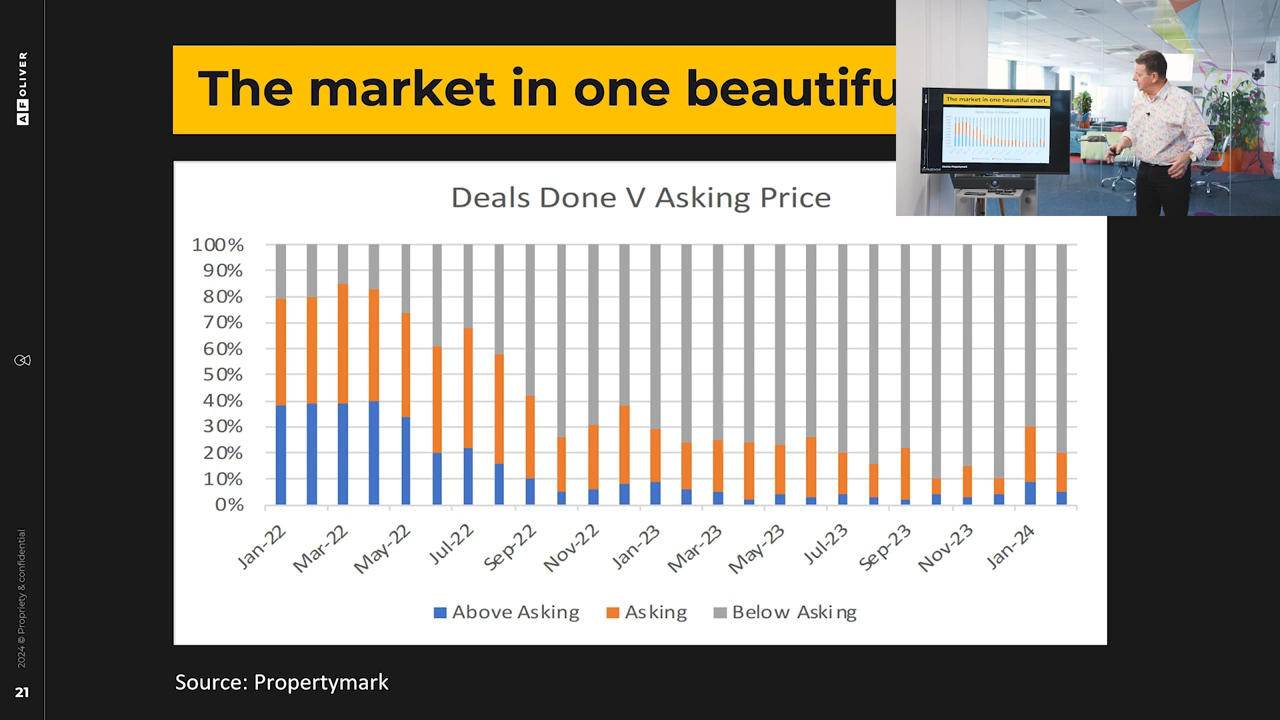 The market in one beautifu
The market in one beautiful chart.
Deals Done V Asking Price
100%
90%
80%
70%
60%
50%
40%
30%
20%
10%
0%
Jan-22
Mar-22
May-22
Jul-22
Sep-22
Nov-22
Jan-23
Mar-23
May-23
Jul-23
Sep-23
Nov-23
Jan-24
Above Asking
Asking
Below Asking
Source: Propertymark
AF OLIVER
2024 © Propriety & confidential
21